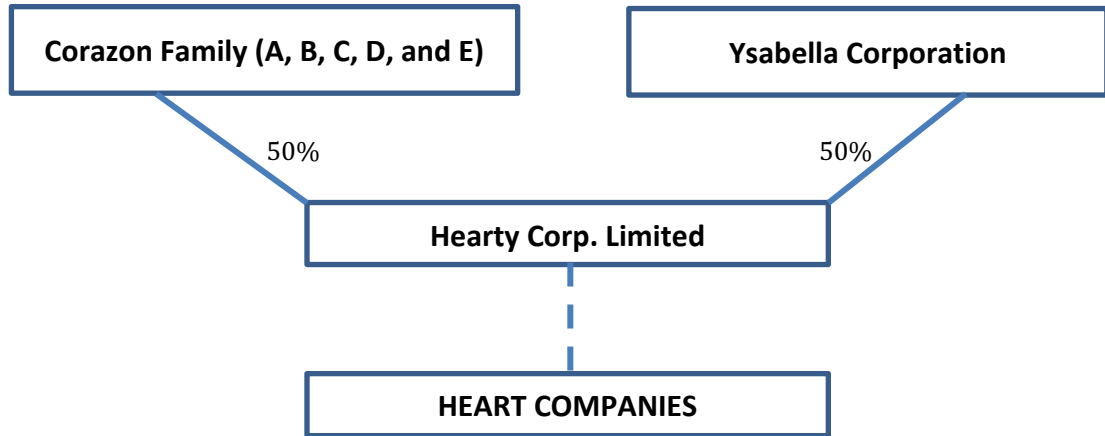 Corazon Family (A, B, C, D, and E)
Ysabella Corporation
50%
50%
Hearty Corp. Limited
HEART COMPANIES